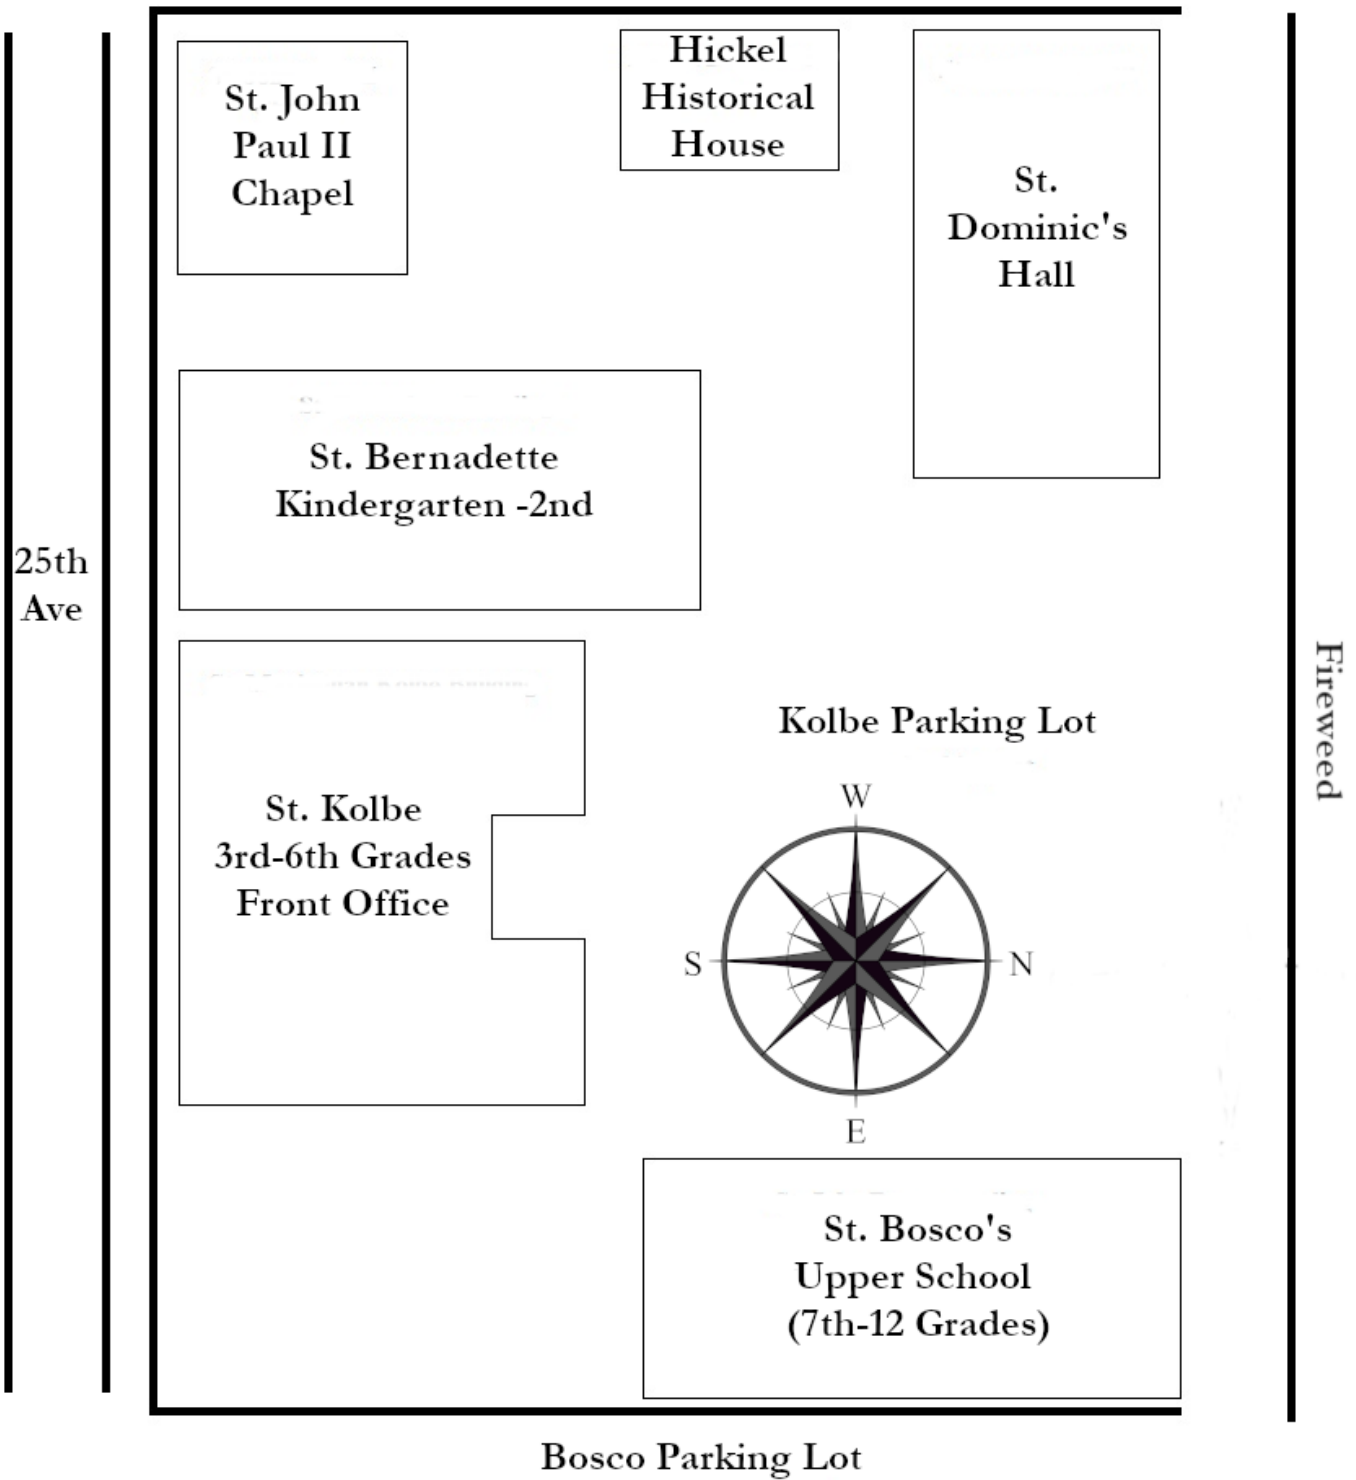 St. John
Paul II
Chapel
Hickel
Historical
House
St.
Dominic's
Hall
St. Bernadette
Kindergarten -2nd
25th
Ave
St. Kolbe
3rd-6th Grades
Front Office
Kolbe Parking Lot
W
S
N
E
Fireweed
St. Bosco's
Upper School
(7th-12 Grades)
Bosco Parking Lot